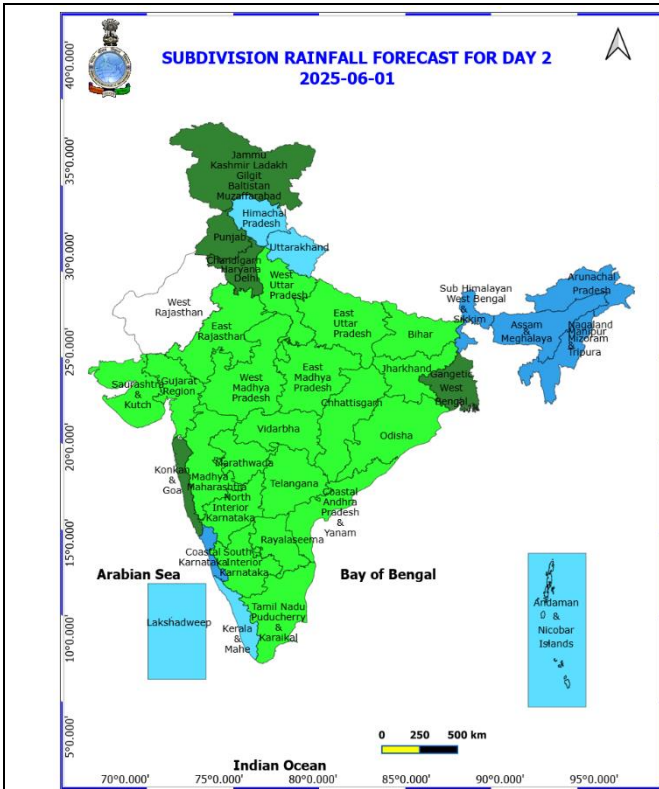 SUBDIVISION RAINFALL FORECAST FOR DAY 2
2025-06-01
40°0.000'
35°0.000'
30°0.000'
25°0.000'
20°0.000'
15°0.000'
10°0.000'
5°0.000'
Jammu
Kashmir Ladakh
Gilgit
Baltistan
Muzaffarabad
Himachal
Pradesh
Punjab
Uttarakhand
Chandigarh
Haryana
Delhi
West
Uttar
Pradesh
West
Rajasthan
East
Rajasthan
East
Uttar
Pradesh
Bihar
Sub Himalayan
West Bengal
&
Sikkim
Arunachal
Pradesh
Assam
&
Meghalaya
Nagaland
Manipur
Mizoram
&
Tripura
Saurashtra
&
Kutch
Gujarat
Region
West
Madhya
Pradesh
East
Madhya
Pradesh
Jharkhand
Gangetic
West
Bengal
Chhattisgarh
Vidarbha
Odisha
Konkan
&
Goa
Madhya
Maharashtra
Marathwada
Telangana
North
Interior
Karnataka
Coastal
Andhra
Pradesh
&
Yanam
Rayalaseema
Coastal
Karnataka
South
Interior
Karnataka
Arabian Sea
Bay of Bengal
Lakshadweep
Kerala
&
Mahe
Tamil Nadu
Puducherry
&
Karaikal
Andaman
&
Nicobar
Islands
0 250 500 km
Indian Ocean
70°0.000' 75°0.000' 80°0.000' 85°0.000' 90°0.000' 95°0.000'